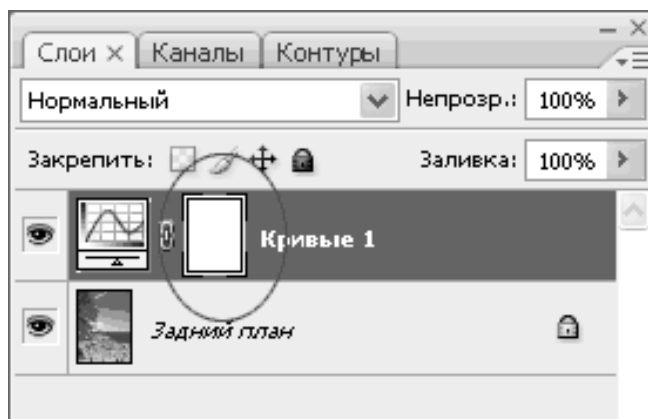 Слои Каналы Контуры
Нормальный Непрозр.: 100%
Закрепить: Заливка: 100%
Кривые 1
Задний план